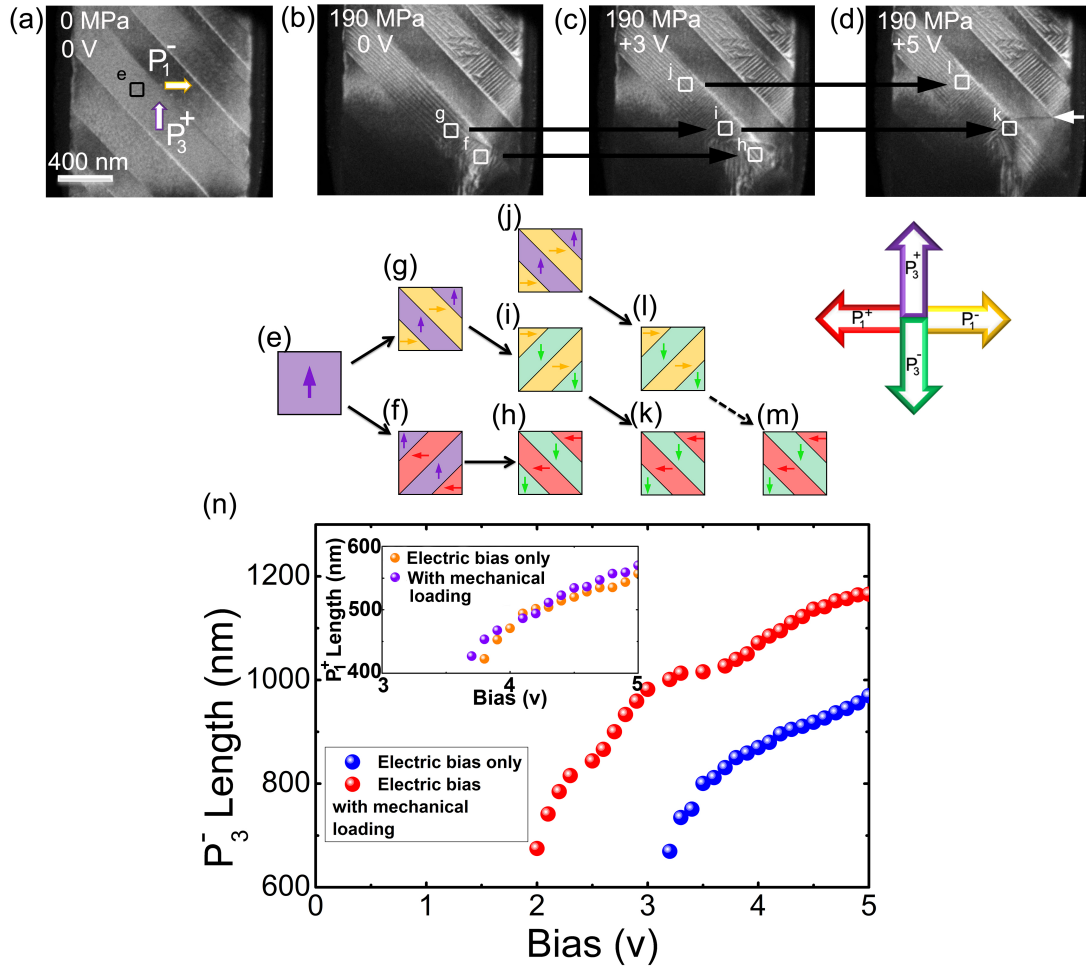 (a)
0 MPa
0 V
e
P₁⁻
P₃⁺
400 nm
(b)
190 MPa
0 V
g
f
(c)
190 MPa
+3 V
j
i
h
(d)
190 MPa
+5 V
l
k
(j)
(g)
(i)
(l)
(e)
(f)
(h)
(k)
(m)
P₃⁺
P₁⁺
P₁⁻
P₃⁻
(n)
P₃⁻ Length (nm)
1200
1000
800
600
0
1
2
3
4
5
Bias (v)
P₁⁺ Length (nm)
600
500
400
3
4
5
Bias (v)
Electric bias only
With mechanical
loading
Electric bias only
Electric bias
with mechanical
loading